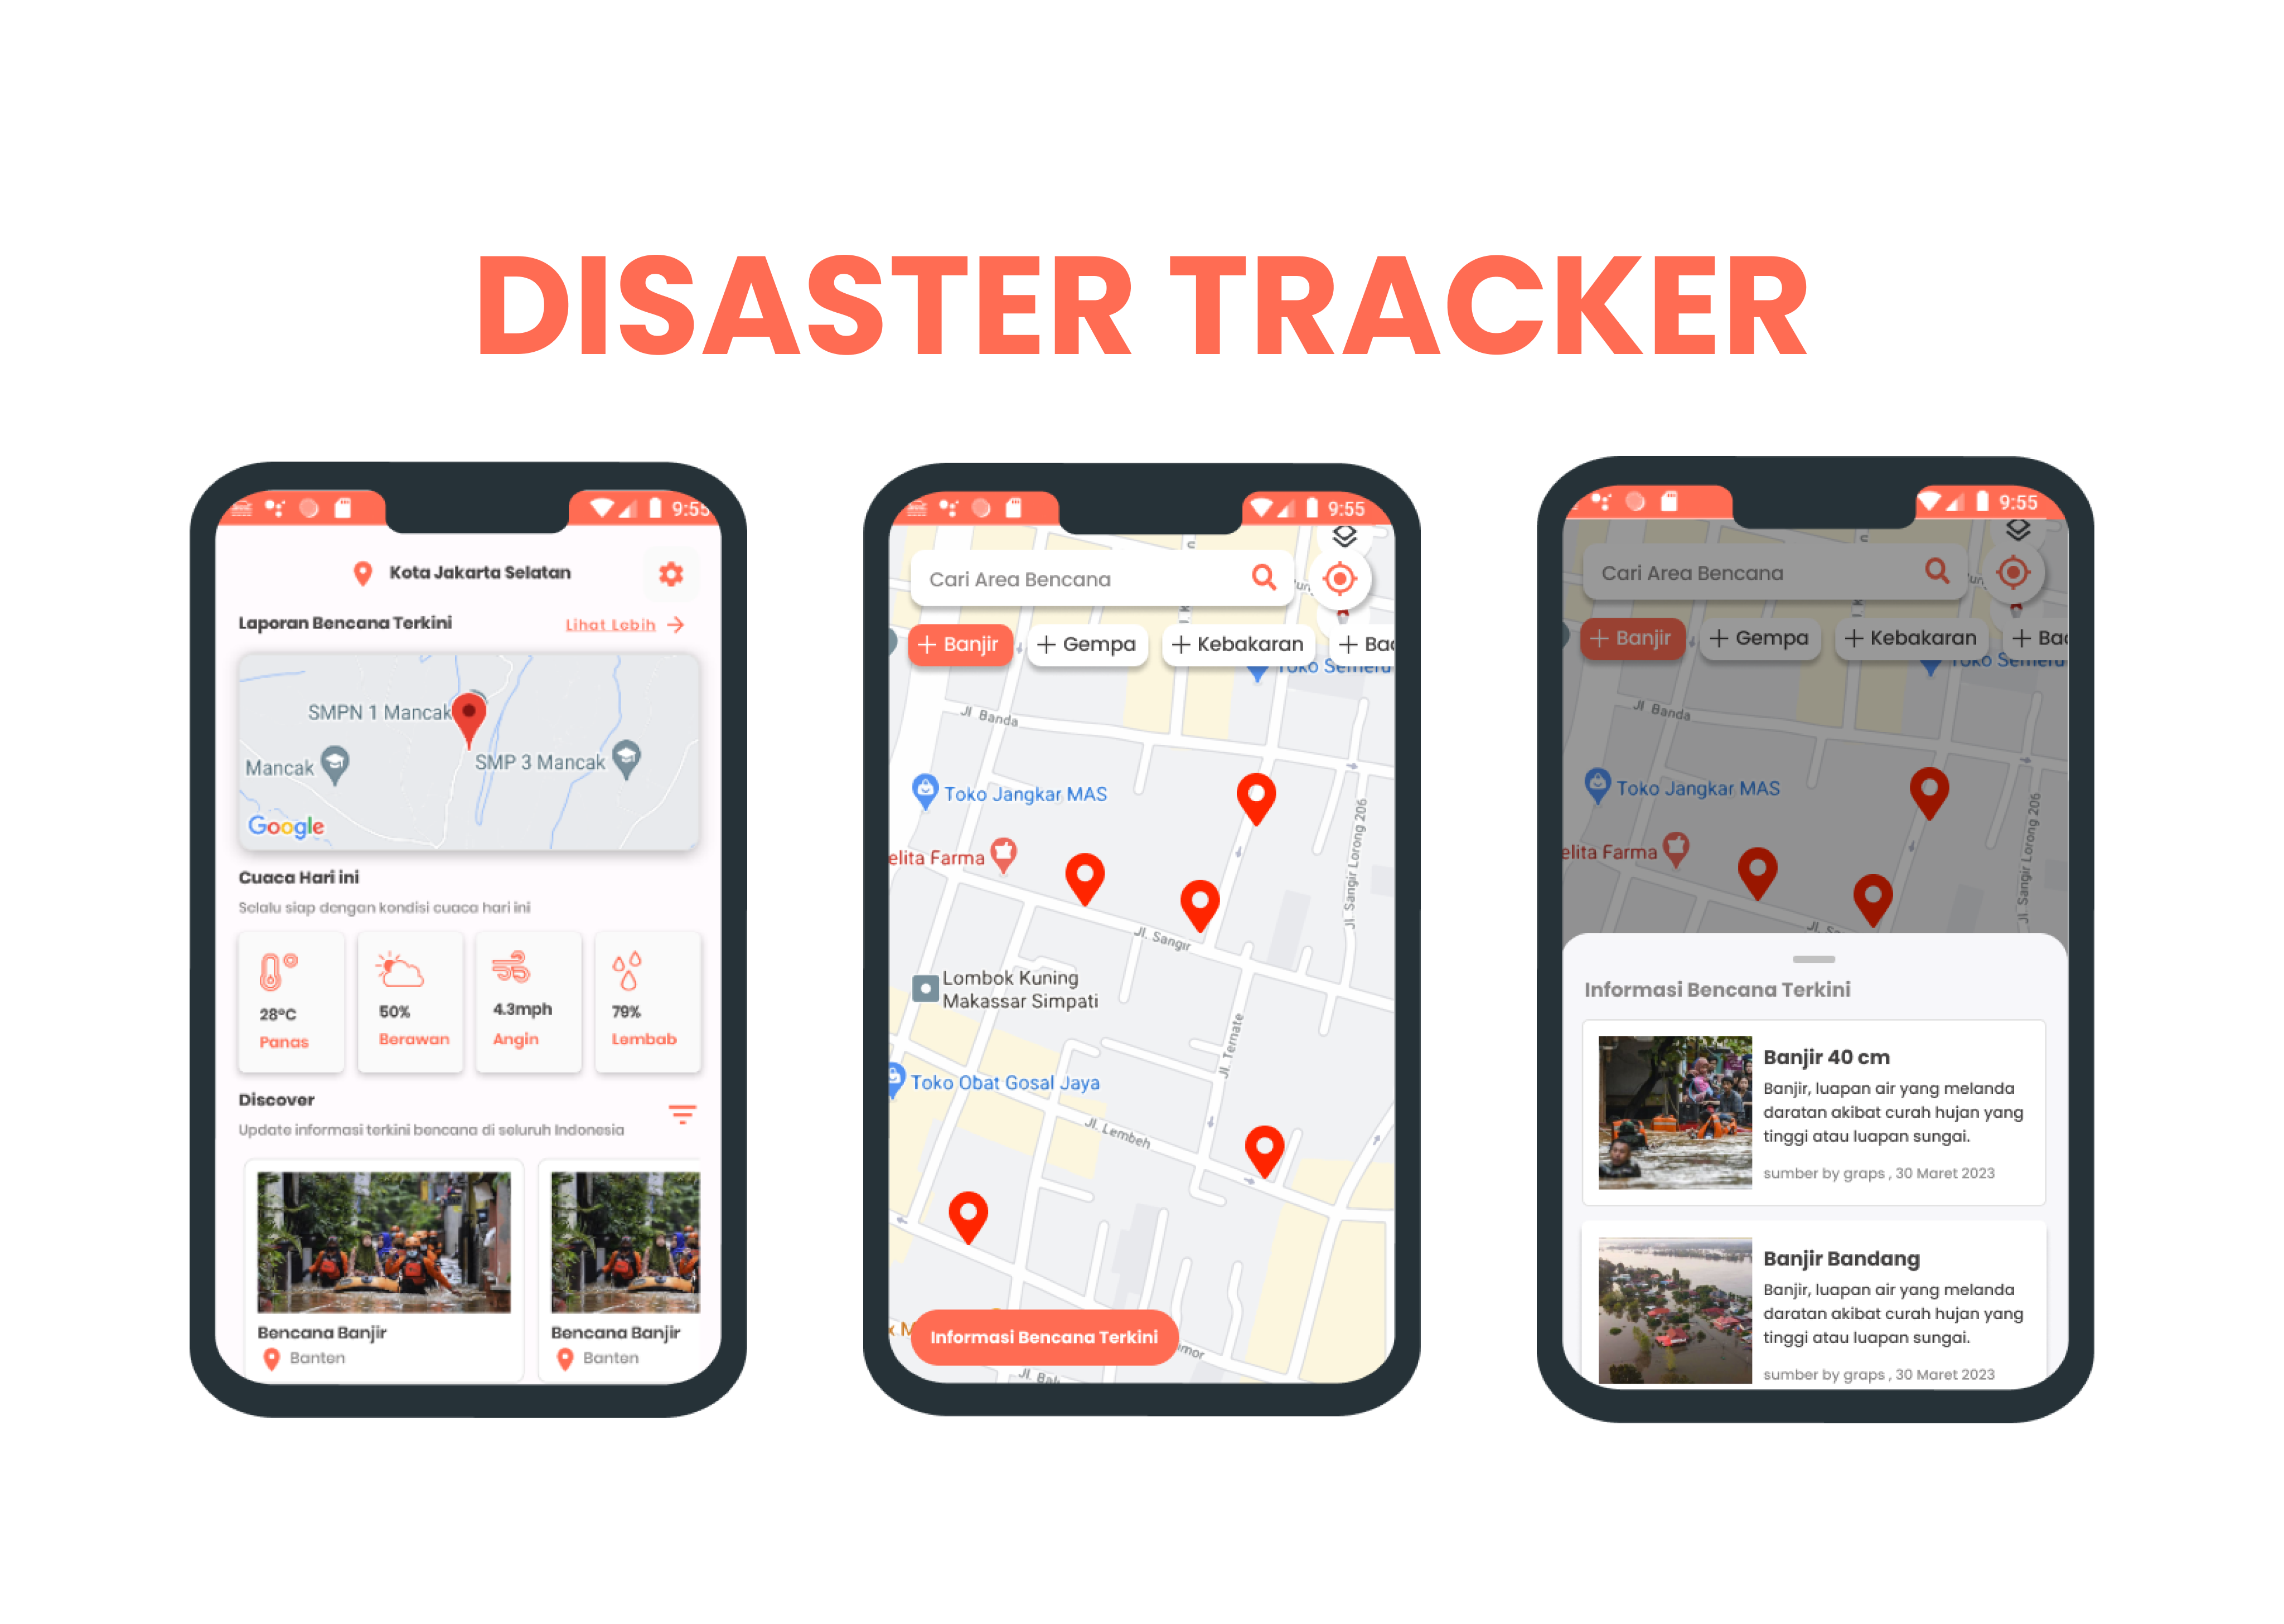 DISASTER TRACKER
9:55
Kota Jakarta Selatan
Laporan Bencana Terkini
Lihat Lebih
SMPN 1 Mancak
SMP 3 Mancak
Mancak
Google
Cuaca Hari ini
Selalu siap dengan kondisi cuaca hari ini
28°C
Panas
50%
Berawan
4.3mph
Angin
79%
Lembab
Discover
Update informasi terkini bencana di seluruh Indonesia
Bencana Banjir
Banten
Bencana Banjir
Banten
9:55
Cari Area Bencana
Banjir
Gempa
Kebakaran
Toko Semeru
Jl. Banda
Toko Jangkar MAS
elita Farma
Jl. Sangir Lorong 206
Jl. Sangir
Lombok Kuning
Makassar Simpati
Jl. Ternate
Toko Obat Gosal Jaya
Jl. Lembeh
Informasi Bencana Terkini
9:55
Cari Area Bencana
Banjir
Gempa
Kebakaran
Toko Semeru
Jl. Banda
Toko Jangkar MAS
elita Farma
Jl. Sangir Lorong 206
Informasi Bencana Terkini
Banjir 40 cm
Banjir, luapan air yang melanda
daratan akibat curah hujan yang
tinggi atau luapan sungai.
sumber by graps , 30 Maret 2023
Banjir Bandang
Banjir, luapan air yang melanda
daratan akibat curah hujan yang
tinggi atau luapan sungai.
sumber by graps , 30 Maret 2023